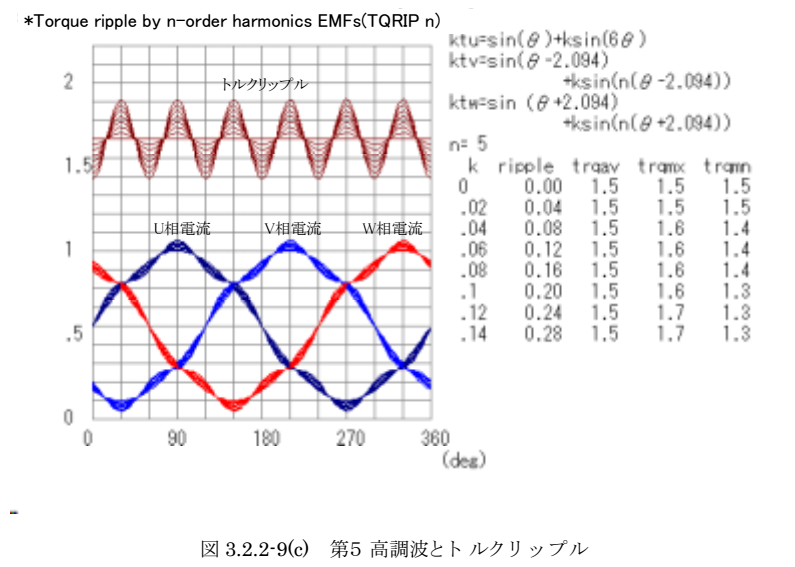 *Torque ripple by n-order harmonics EMFs(TQRIP n)
ktu=sin(θ)+ksin(6θ)
ktv=sin(θ-2.094)
+ksin(n(θ-2.094))
ktw=sin (θ+2.094)
+ksin(n(θ+2.094))
n= 5
k ripple trqav trqmx trqmn
0 0.00 1.5 1.5 1.5
.02 0.04 1.5 1.5 1.5
.04 0.08 1.5 1.6 1.4
.06 0.12 1.5 1.6 1.4
.08 0.16 1.5 1.6 1.4
.1 0.20 1.5 1.6 1.3
.12 0.24 1.5 1.7 1.3
.14 0.28 1.5 1.7 1.3
2
トルクリップル
1.5
U相電流 V相電流 W相電流
1
.5
0
0 90 180 270 360
(deg)
図 3.2.2-9(c) 第5 高調波とト ルクリ ップル